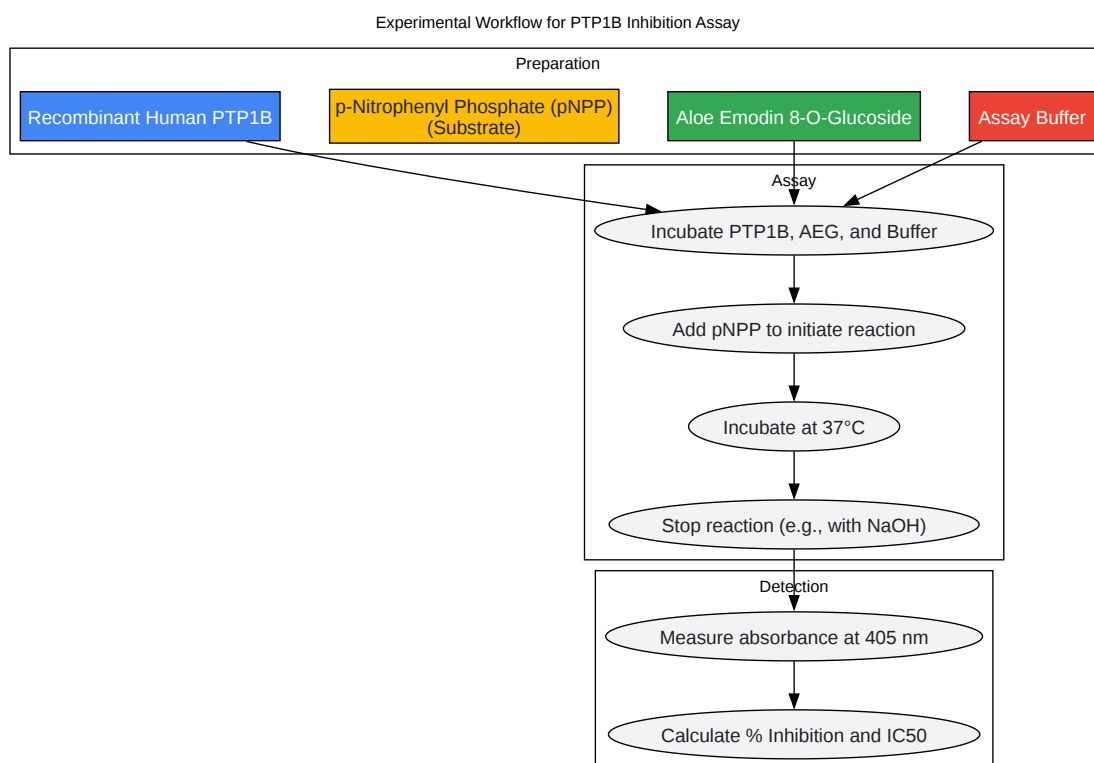 Experimental Workflow for PTP1B Inhibition Assay
Preparation
Recombinant Human PTP1B
p-Nitrophenyl Phosphate (pNPP)
(Substrate)
Aloe Emodin 8-O-Glucoside
Assay Buffer
Assay
Incubate PTP1B, AEG, and Buffer
Add pNPP to initiate reaction
Incubate at 37°C
Stop reaction (e.g., with NaOH)
Detection
Measure absorbance at 405 nm
Calculate % Inhibition and IC50